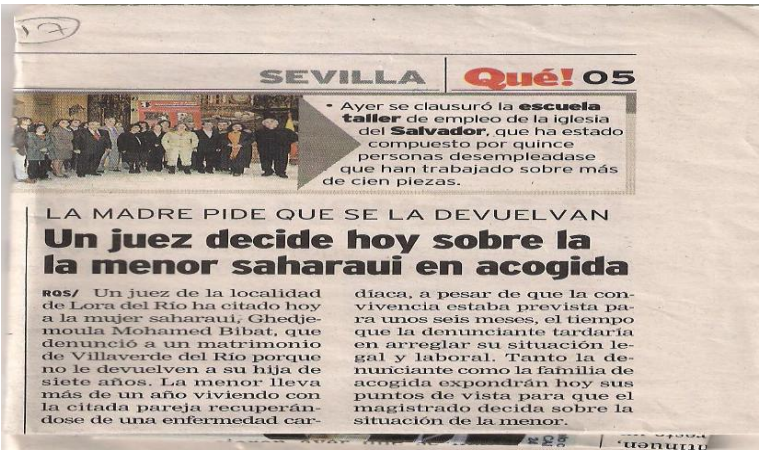 17
SEVILLA
Qué! 05
• Ayer se clausuró la escuela
taller de empleo de la iglesia
del Salvador, que ha estado
compuesto por quince
personas desempleadase
que han trabajado sobre más
de cien piezas.
LA MADRE PIDE QUE SE LA DEVUELVAN
Un juez decide hoy sobre la
la menor saharaui en acogida
RQS/ Un juez de la localidad
de Lora del Río ha citado hoy
a la mujer saharaui, Ghedje-
moula Mohamed Bibat, que
denunció a un matrimonio
de Villaverde del Río porque
no le devuelven a su hija de
siete años. La menor lleva
más de un año viviendo con
la citada pareja recuperán-
dose de una enfermedad car-
díaca, a pesar de que la con-
vivencia estaba prevista pa-
ra unos seis meses, el tiempo
que la denunciante tardaría
en arreglar su situación le-
gal y laboral. Tanto la de-
nunciante como la familia de
acogida expondrán hoy sus
puntos de vista para que el
magistrado decida sobre la
situación de la menor.